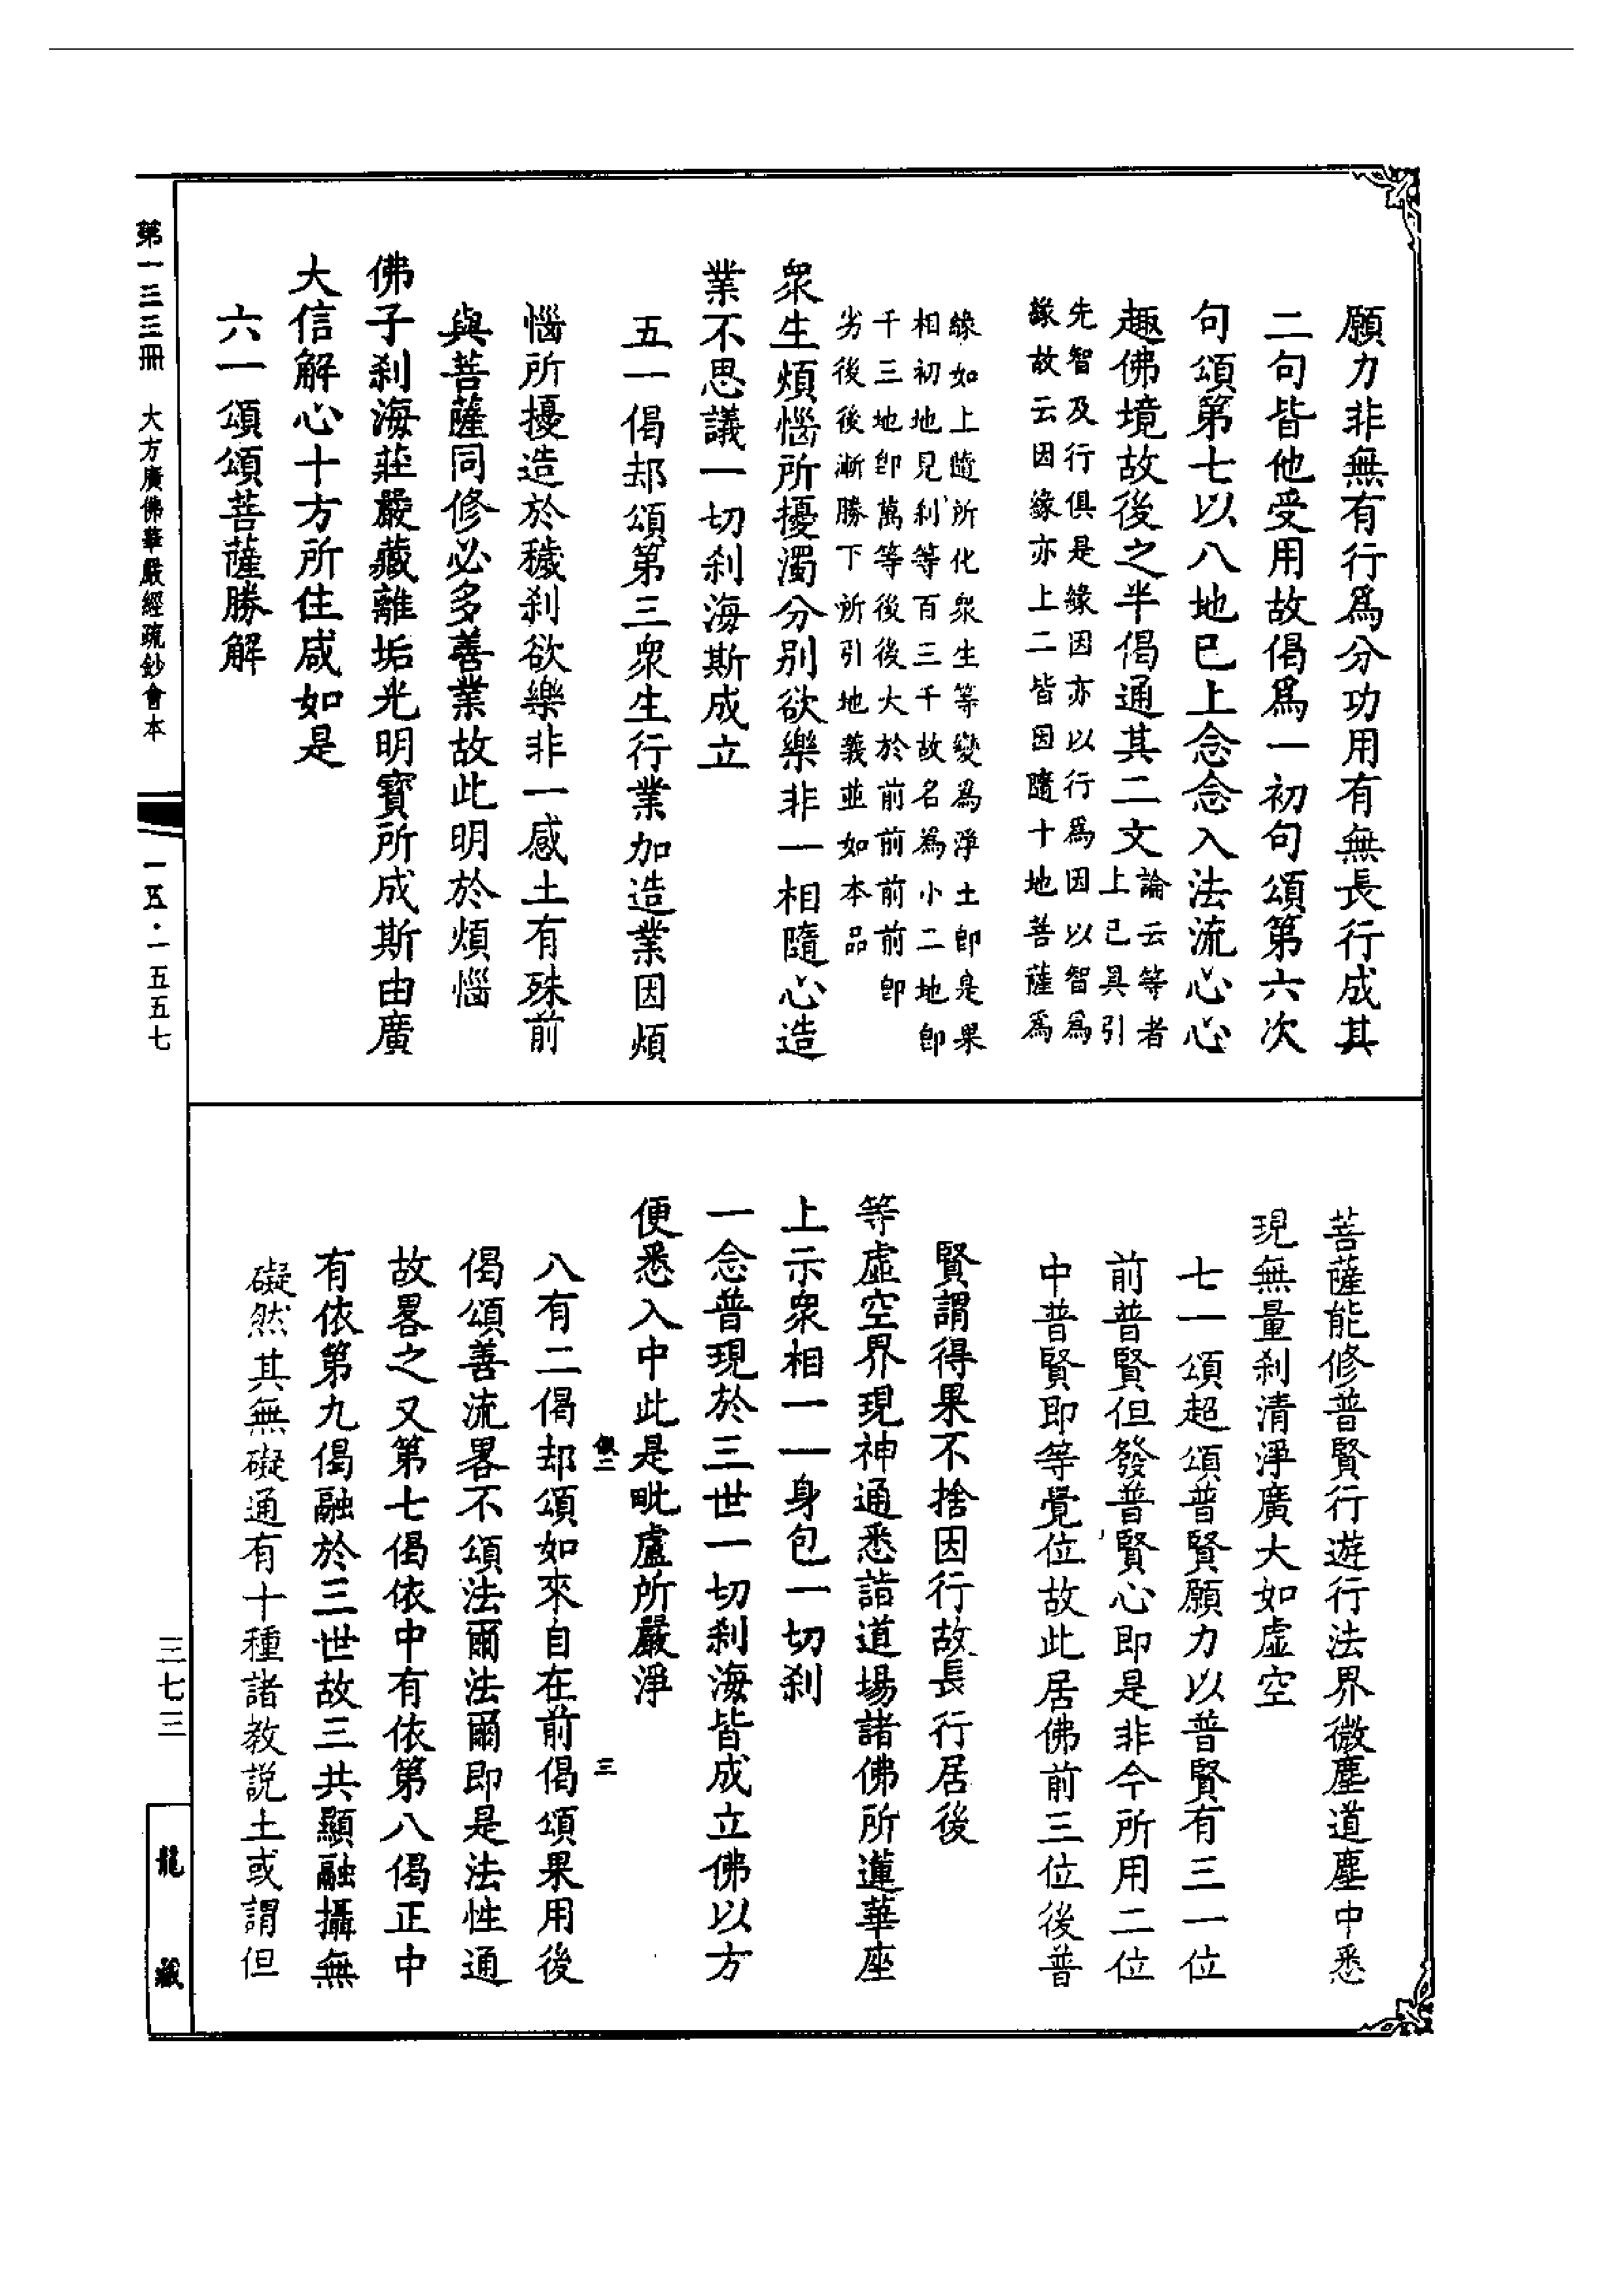 願力非無有行爲分功用有無長行成其
二句皆他受用故偈爲一初句頌第六次
句頌第七以八地已上念念入法流心心
趣佛境故後之半偈通其二文論云等者
上已具引
先智及行俱是緣因亦以行爲因以智爲
緣故云因緣亦上二皆因隨十地菩薩爲
緣如上隨所化衆生等變爲淨土卽是果
相初地見剎等百三千故名爲小二地卽
千三地卽萬等後後大於前前前前前卽
劣後後漸勝下所引地義並如本品
衆生煩惱所擾濁分別欲樂非一相隨心造
業不思議一切剎海斯成立
五一偈却頌第三衆生行業加造業因煩
惱所擾造於穢剎欲樂非一感土有殊前
與菩薩同修必多善業故此明於煩惱
佛子剎海莊嚴藏離垢光明寶所成斯由廣
大信解心十方所住咸如是
六一頌頌菩薩勝解
菩薩能修普賢行遊行法界微塵道塵中悉
現無量剎清淨廣大如虛空
七一頌超頌普賢願力以普賢有三一位
前普賢但發普賢心即是非今所用二位
中普賢即等覺位故此居佛前三位後普
賢謂得果不捨因行故長行居後
等虛空界現神通悉詣道場諸佛所蓮華座
上示衆相一一身包一切剎
一念普現於三世一切剎海皆成立佛以方
便悉入中此是毗盧所嚴淨
八有二偈却頌如來自在前偈頌果用後
偈頌善流畧不頌法爾法爾即是法性通
故畧之又第七偈依中有依第八偈正中
有依第九偈融於三世故三共顯融攝無
礙然其無礙通有十種諸教說土或謂但
三
第一三三冊　大方廣佛華嚴經疏鈔會本
一五·一五五七
三七三
龍藏